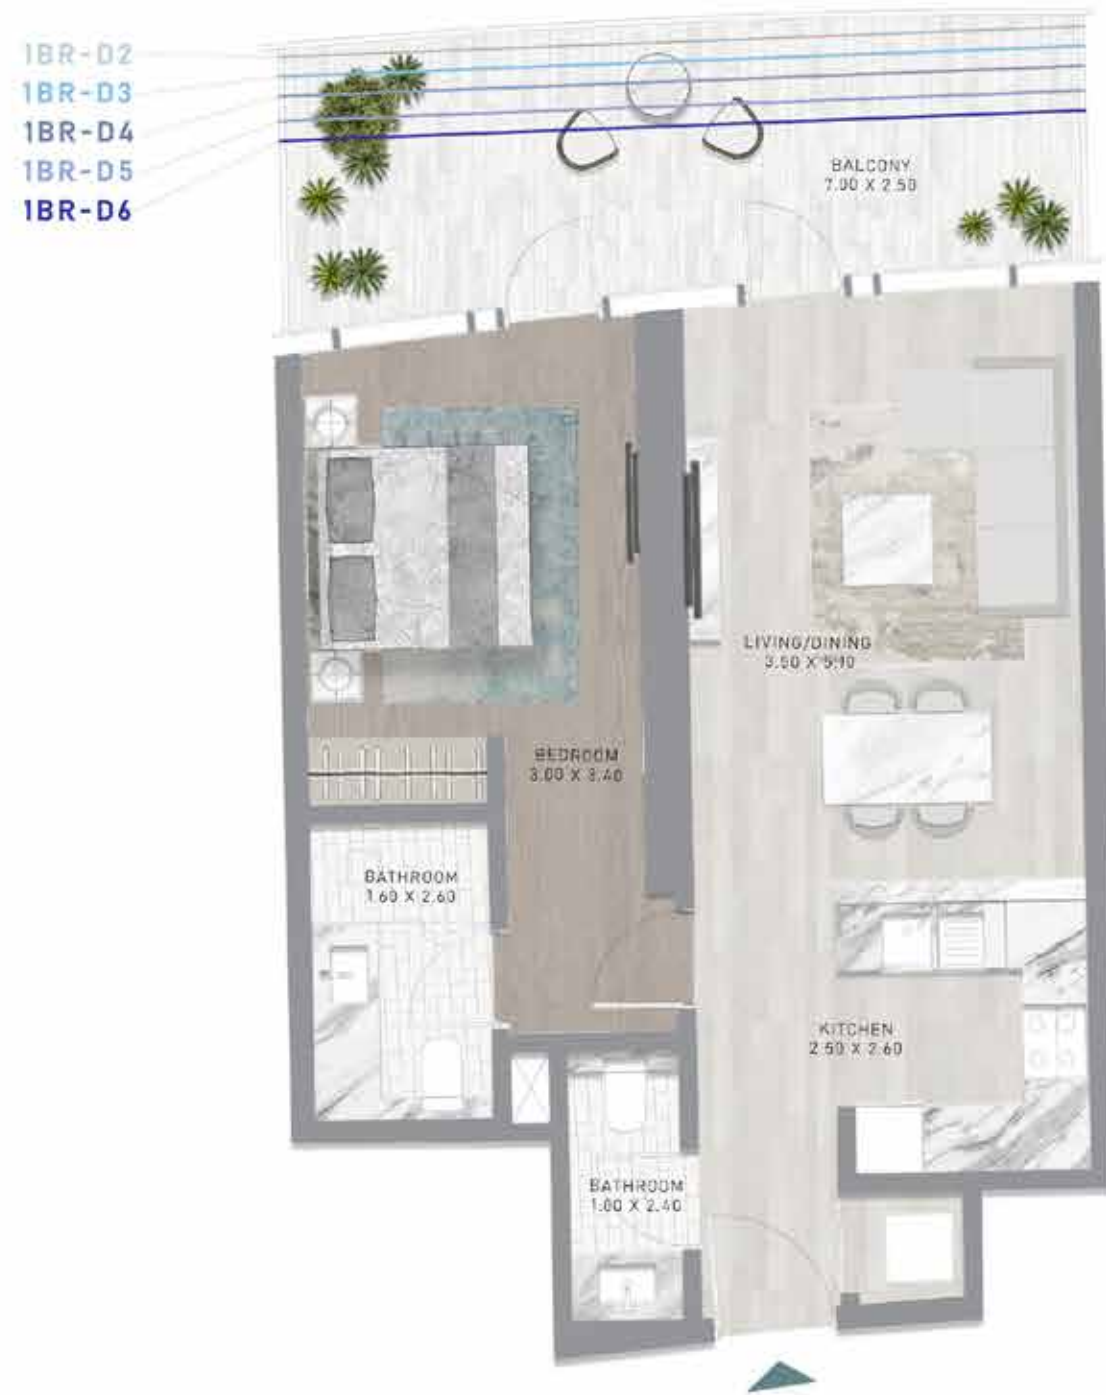 1BR-D2
1BR-D3
1BR-D4
1BR-D5
1BR-D6
BALCONY
7.00 X 2.50
LIVING/DINING
3.50 X 5.10
BEDROOM
3.00 X 3.40
BATHROOM
1.60 X 2.60
KITCHEN
2.50 X 2.60
BATHROOM
1.00 X 2.40